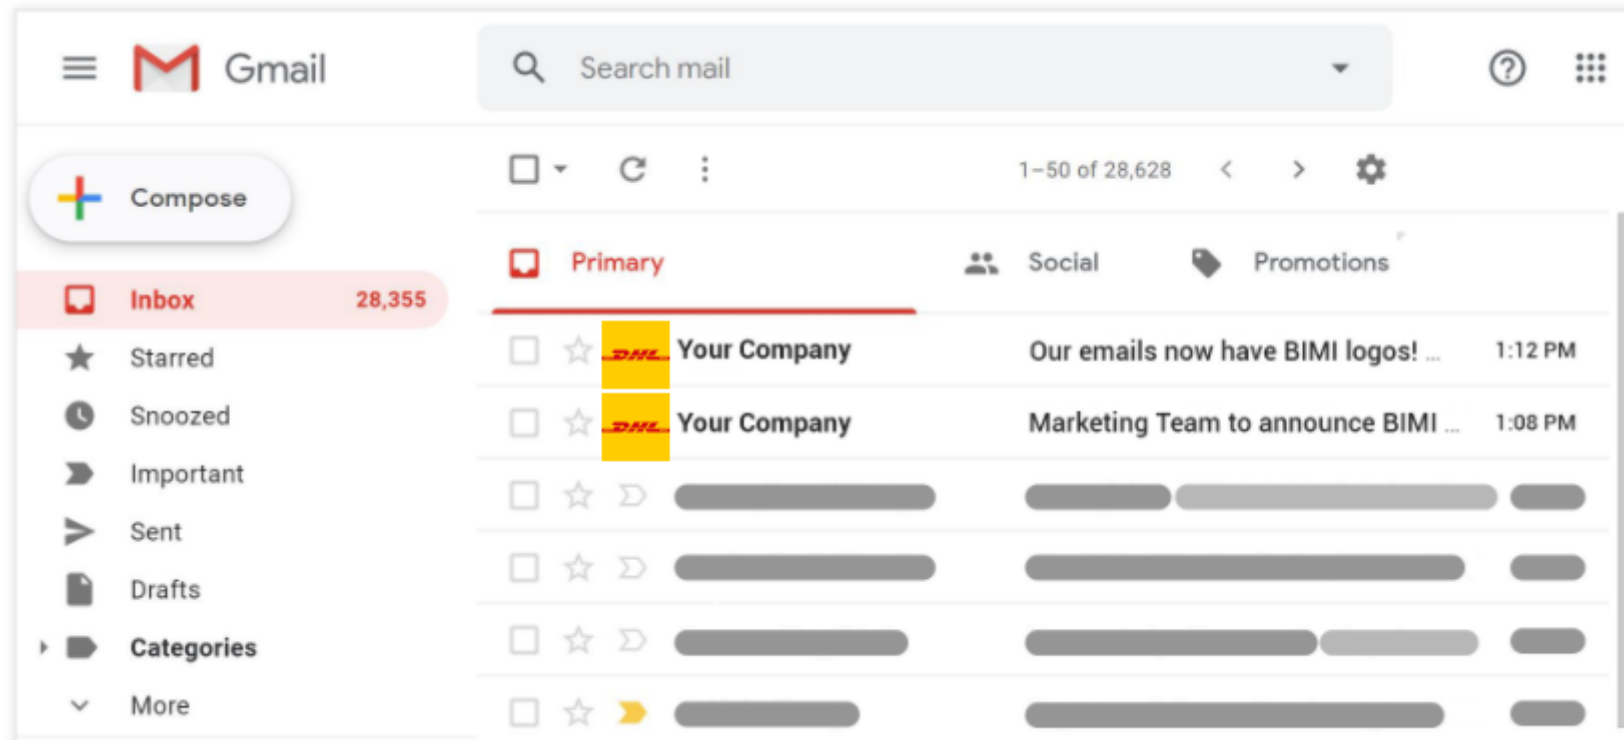 Gmail
Search mail
Compose
1–50 of 28,628
Primary
Social
Promotions
Inbox 28,355
Starred
Snoozed
Important
Sent
Drafts
Categories
More
DHL Your Company Our emails now have BIMI logos! ... 1:12 PM
DHL Your Company Marketing Team to announce BIMI ... 1:08 PM